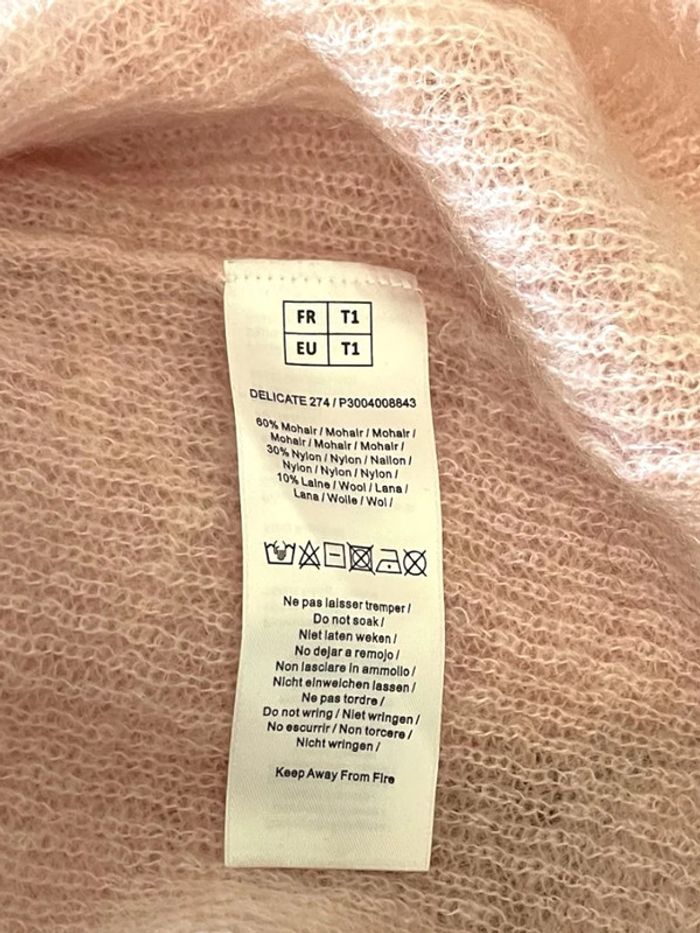 FR T1
EU T1
DELICATE 274 / P3004008843
60% Mohair / Mohair / Mohair /
Mohair / Mohair / Mohair /
30% Nylon / Nylon / Nailon /
Nylon / Nylon / Nylon /
10% Laine / Wool / Lana /
Lana / Wolle / Wol /
Ne pas laisser tremper /
Do not soak /
Niet laten weken /
No dejar a remojo /
Non lasciare in ammollo /
Nicht einweichen lassen /
Ne pas tordre /
Do not wring / Niet wringen /
No escurrir / Non torcere /
Nicht wringen /
Keep Away From Fire